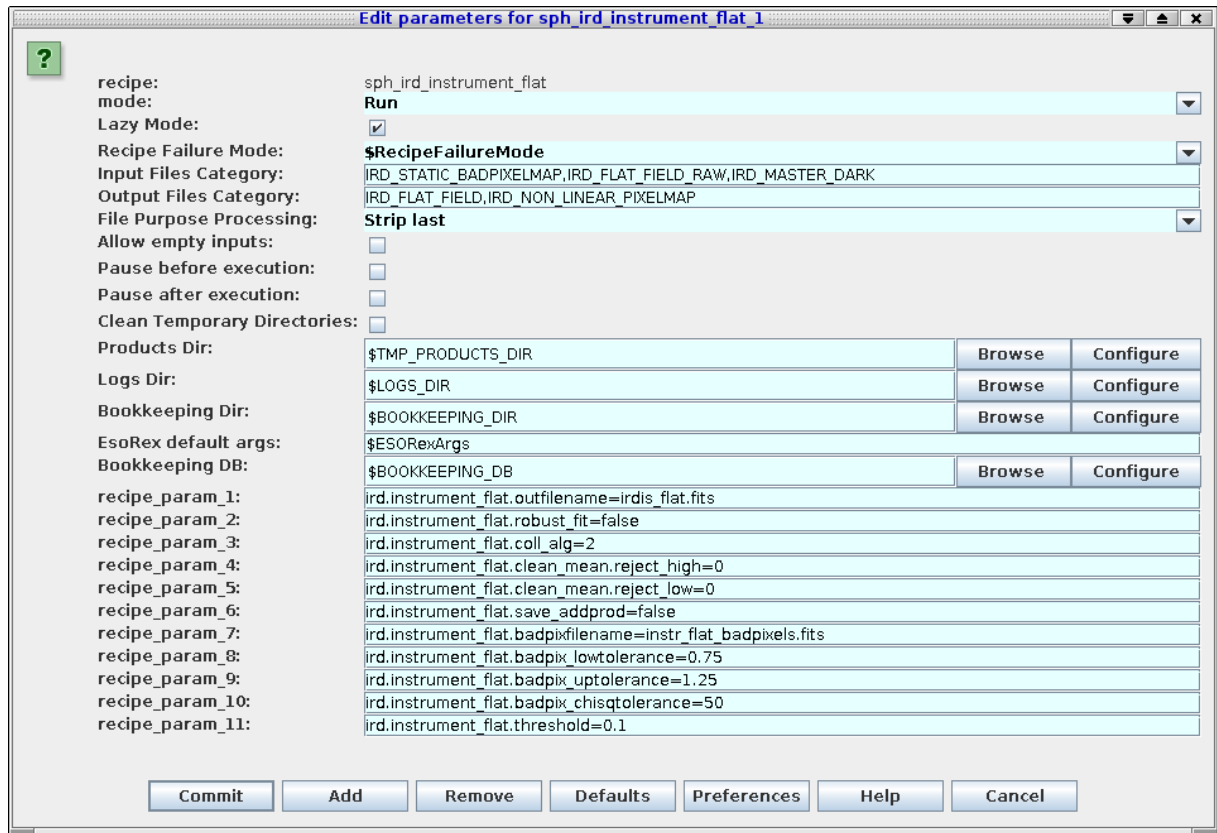 Edit parameters for sph_ird_instrument_flat_1
?
recipe: sph_ird_instrument_flat
mode: Run
Lazy Mode:
Recipe Failure Mode: $RecipeFailureMode
Input Files Category: IRD_STATIC_BADPIXELMAP,IRD_FLAT_FIELD_RAW,IRD_MASTER_DARK
Output Files Category: IRD_FLAT_FIELD,IRD_NON_LINEAR_PIXELMAP
File Purpose Processing: Strip last
Allow empty inputs:
Pause before execution:
Pause after execution:
Clean Temporary Directories:
Products Dir: $TMP_PRODUCTS_DIR Browse Configure
Logs Dir: $LOGS_DIR Browse Configure
Bookkeeping Dir: $BOOKKEEPING_DIR Browse Configure
EsoRex default args: $ESORexArgs
Bookkeeping DB: $BOOKKEEPING_DB Browse Configure
recipe_param_1: ird.instrument_flat.outfilename=irdis_flat.fits
recipe_param_2: ird.instrument_flat.robust_fit=false
recipe_param_3: ird.instrument_flat.coll_alg=2
recipe_param_4: ird.instrument_flat.clean_mean.reject_high=0
recipe_param_5: ird.instrument_flat.clean_mean.reject_low=0
recipe_param_6: ird.instrument_flat.save_addprod=false
recipe_param_7: ird.instrument_flat.badpixfilename=instr_flat_badpixels.fits
recipe_param_8: ird.instrument_flat.badpix_lowtolerance=0.75
recipe_param_9: ird.instrument_flat.badpix_uptolerance=1.25
recipe_param_10: ird.instrument_flat.badpix_chisqtolerance=50
recipe_param_11: ird.instrument_flat.threshold=0.1
Commit Add Remove Defaults Preferences Help Cancel